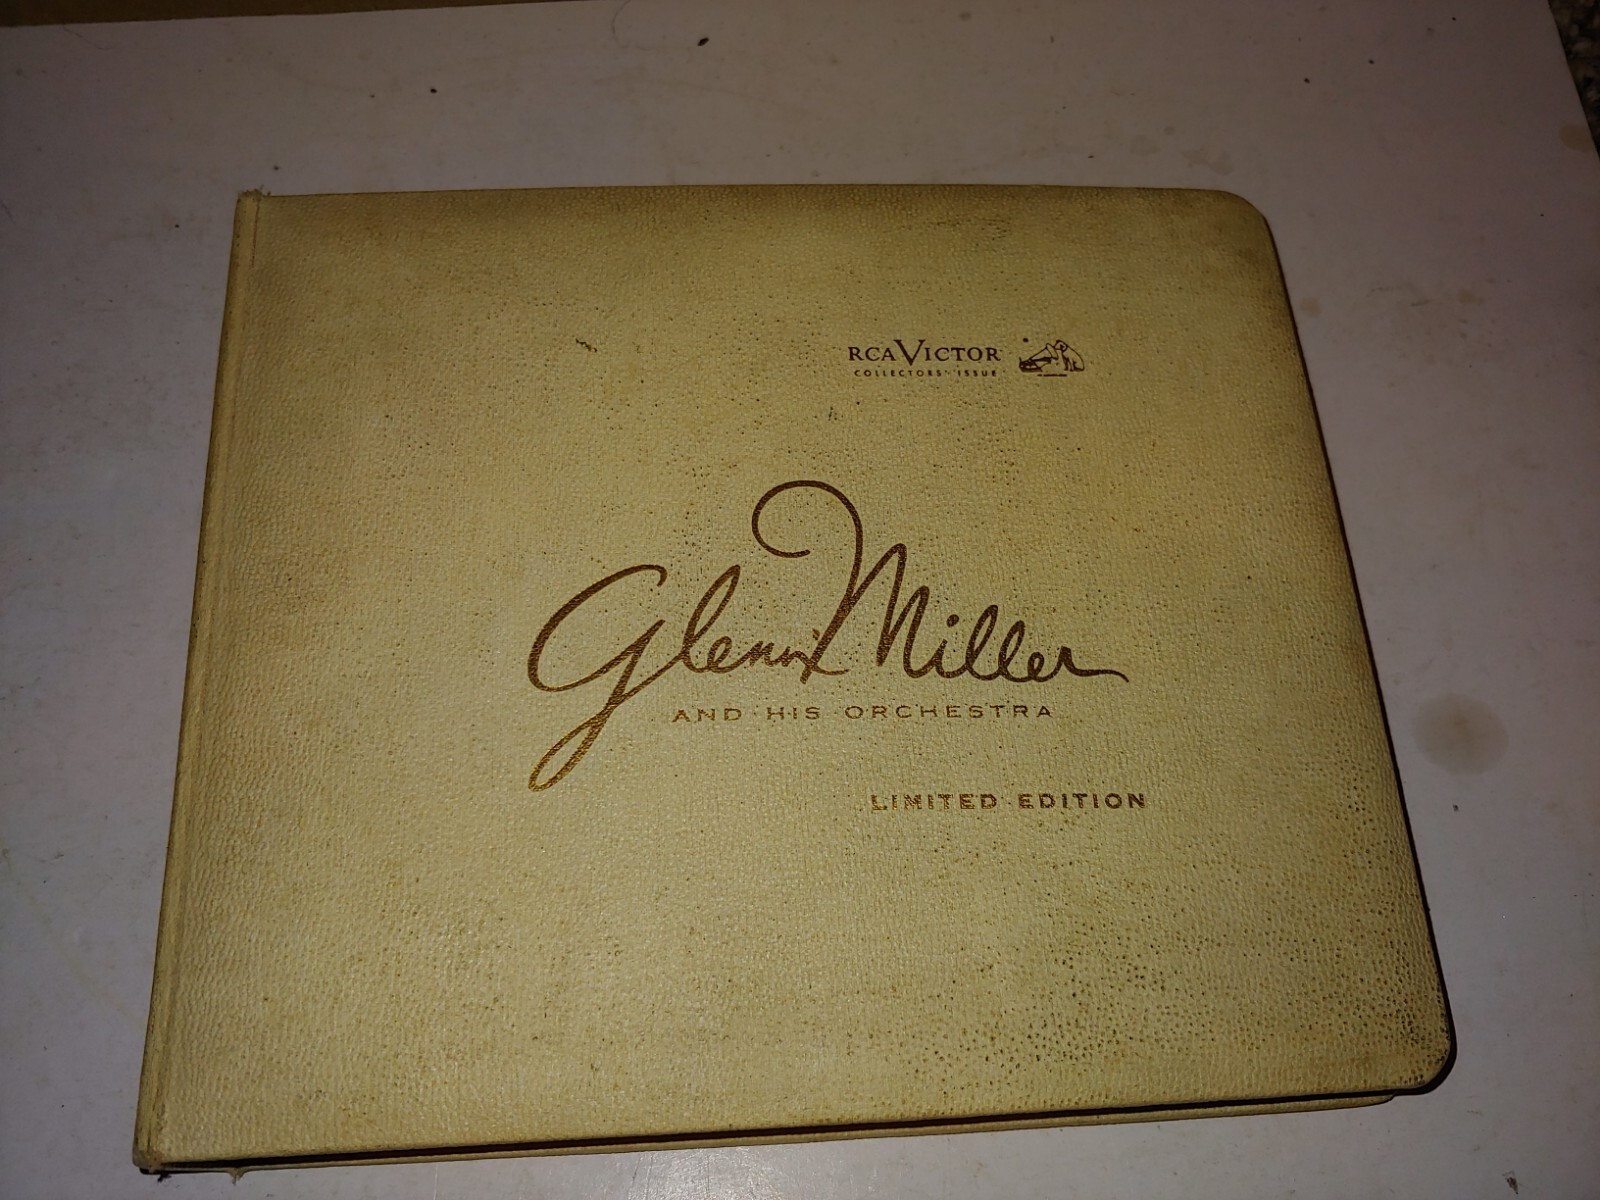 RCA VICTOR
COLLECTORS' ISSUE
Glenn Miller
AND HIS ORCHESTRA
LIMITED EDITION